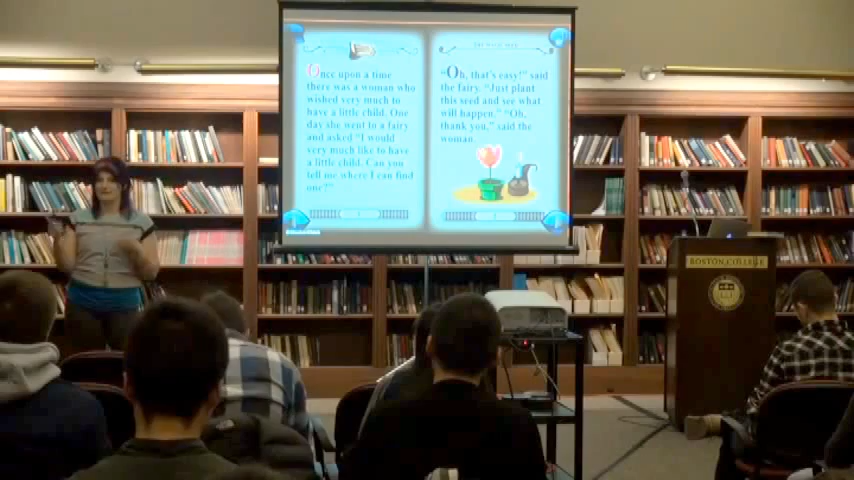 Once upon a time
there was a woman who
wished very much to
have a little child. One
day she went to a fairy
and asked "I would
very much like to have
a little child. Can you
tell me where I can find
one?"
"Oh, that's easy!" said
the fairy. "Just plant
this seed and see what
will happen." "Oh,
thank you," said the
woman
BOSTON COLLEGE